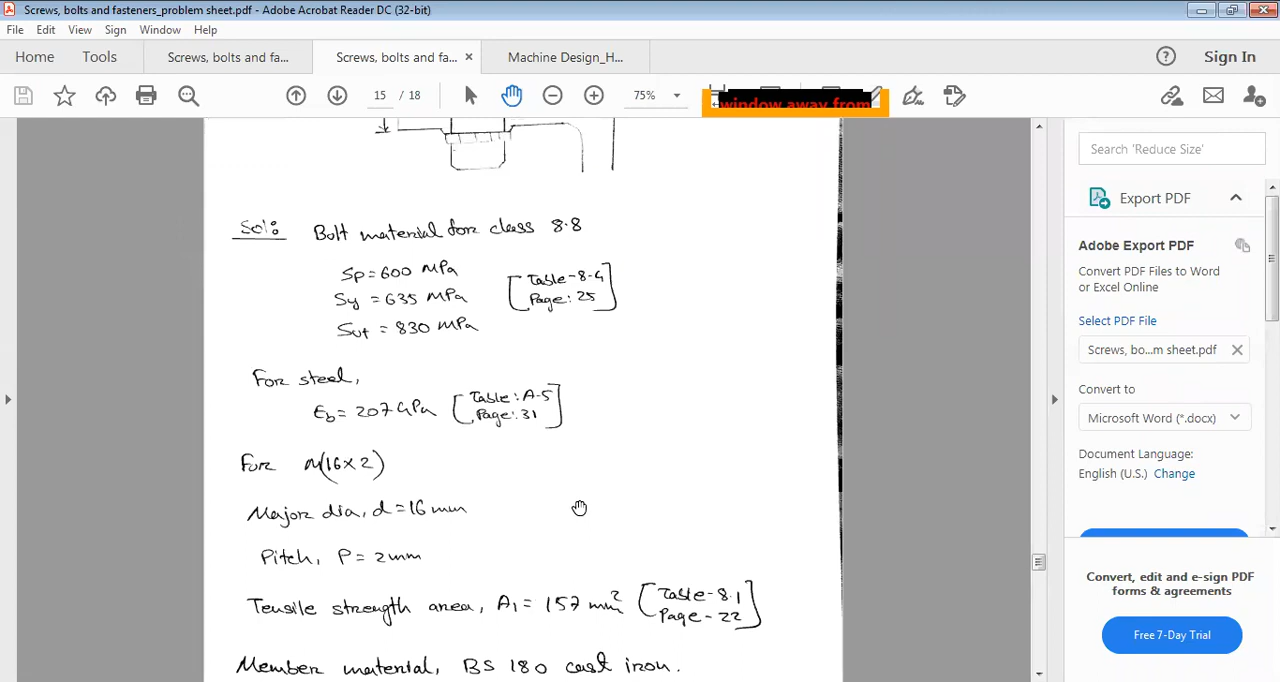 Screws, bolts and fasteners_problem sheet.pdf - Adobe Acrobat Reader DC (32-bit)
File Edit View Sign Window Help
Home Tools Screws, bolts and fa... Screws, bolts and fa... × Machine Design_H... Sign In
15 / 18 75% window away from
Sol:
Bolt material for class 8.8
Sp = 600 MPa
Sy = 635 MPa
Sut = 830 MPa
[Table-8-4
Page: 25]
For steel,
Eb = 207 GPa
[Table: A-5
Page: 31]
For M(16×2)
Major dia, d = 16 mm
Pitch, P = 2mm
Tensile strength area, A1 = 157 mm²
[Table-8.1
Page-22]
Member material, BS 180 cast iron.
Search 'Reduce Size'
Export PDF
Adobe Export PDF
Convert PDF Files to Word
or Excel Online
Select PDF File
Screws, bo...m sheet.pdf
Convert to
Microsoft Word (*.docx)
Document Language:
English (U.S.) Change
Convert, edit and e-sign PDF
forms & agreements
Free 7-Day Trial